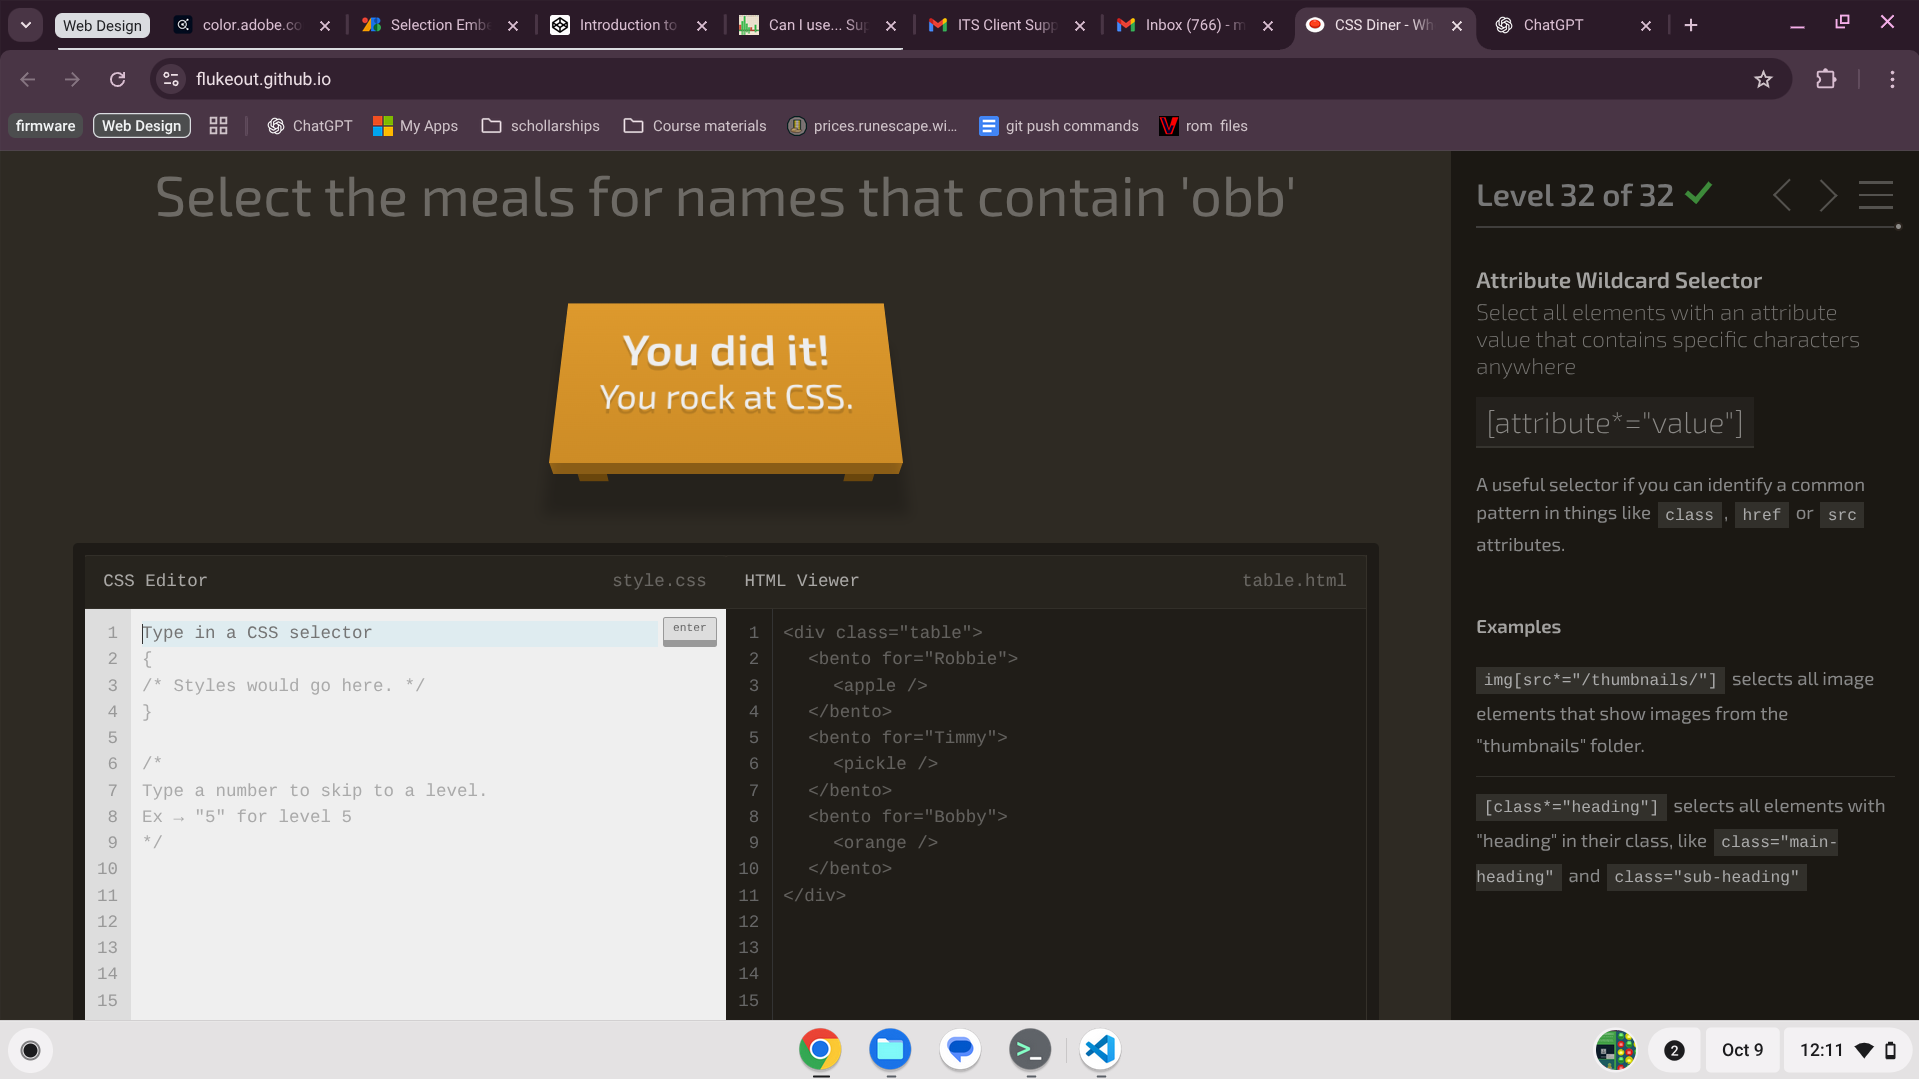 Web Design
color.adobe.co
Selection Embe
Introduction to
Can I use... Sup
ITS Client Supp
Inbox (766) - m
CSS Diner - Wh
ChatGPT
flukeout.github.io
firmware
Web Design
ChatGPT
My Apps
schollarships
Course materials
prices.runescape.wi...
git push commands
rom files
Select the meals for names that contain 'obb'
You did it!
You rock at CSS.
CSS Editor
style.css
HTML Viewer
table.html
1 Type in a CSS selector
enter
2 {
3 /* Styles would go here. */
4 }
5
6 /*
7 Type a number to skip to a level.
8 Ex → "5" for level 5
9 */
10
11
12
13
14
15
1 <div class="table">
2 <bento for="Robbie">
3 <apple />
4 </bento>
5 <bento for="Timmy">
6 <pickle />
7 </bento>
8 <bento for="Bobby">
9 <orange />
10 </bento>
11 </div>
12
13
14
15
Level 32 of 32
Attribute Wildcard Selector
Select all elements with an attribute
value that contains specific characters
anywhere
[attribute*="value"]
A useful selector if you can identify a common
pattern in things like class , href or src
attributes.
Examples
img[src*="/thumbnails/"] selects all image
elements that show images from the
"thumbnails" folder.
[class*="heading"] selects all elements with
"heading" in their class, like class="main-
heading" and class="sub-heading"
2
Oct 9
12:11